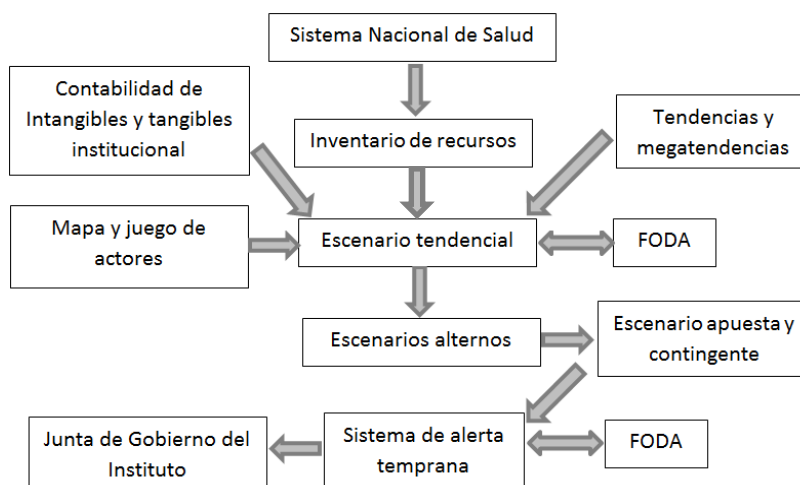 Sistema Nacional de Salud
Contabilidad de
Intangibles y tangibles
institucional
Inventario de recursos
Tendencias y
megatendencias
Mapa y juego de
actores
Escenario tendencial
FODA
Escenarios alternos
Escenario apuesta y
contingente
Junta de Gobierno del
Instituto
Sistema de alerta
temprana
FODA